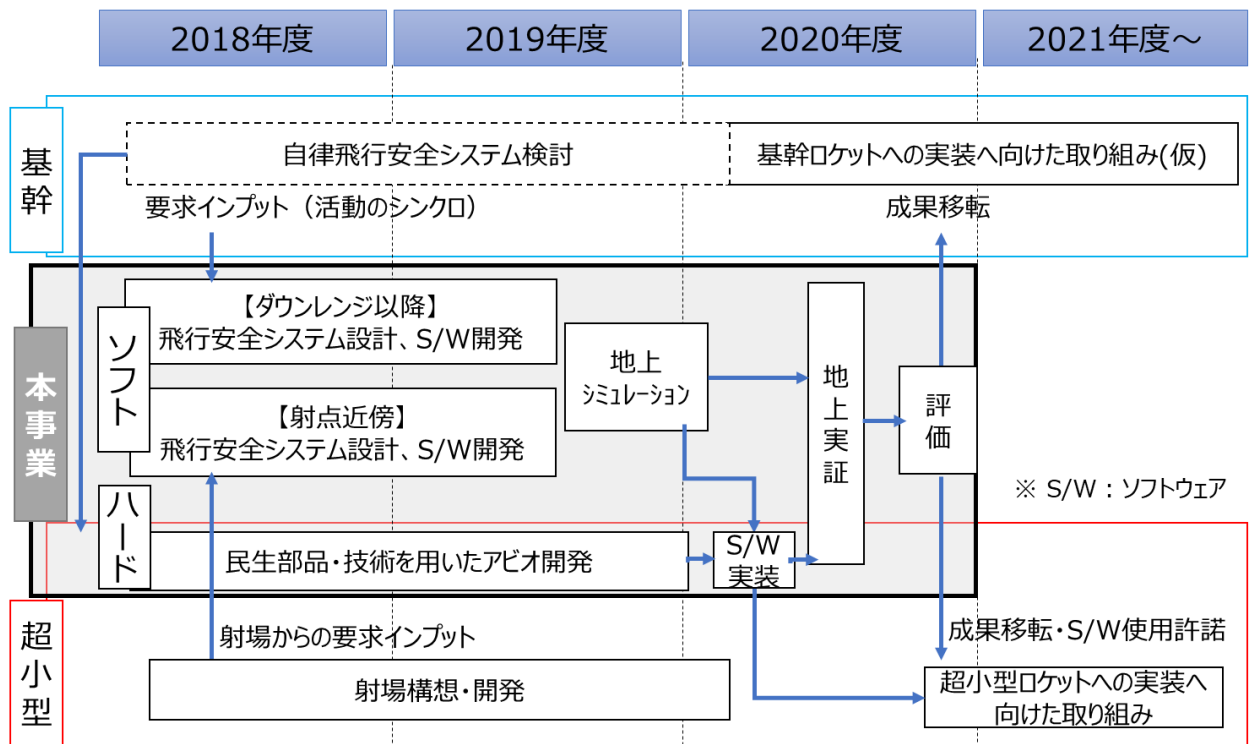 2018年度
2019年度
2020年度
2021年度～
基幹
自律飛行安全システム検討
基幹ロケットへの実装へ向けた取り組み(仮)
要求インプット（活動のシンクロ）
成果移転
本事業
ソフト
【ダウンレンジ以降】
飛行安全システム設計、S/W開発
【射点近傍】
飛行安全システム設計、S/W開発
地上
ｼﾐｭﾚｰｼｮﾝ
地上実証
評価
※ S/W：ソフトウェア
ハード
民生部品・技術を用いたアビオ開発
S/W
実装
超小型
射場からの要求インプット
成果移転・S/W使用許諾
射場構想・開発
超小型ロケットへの実装へ
向けた取り組み